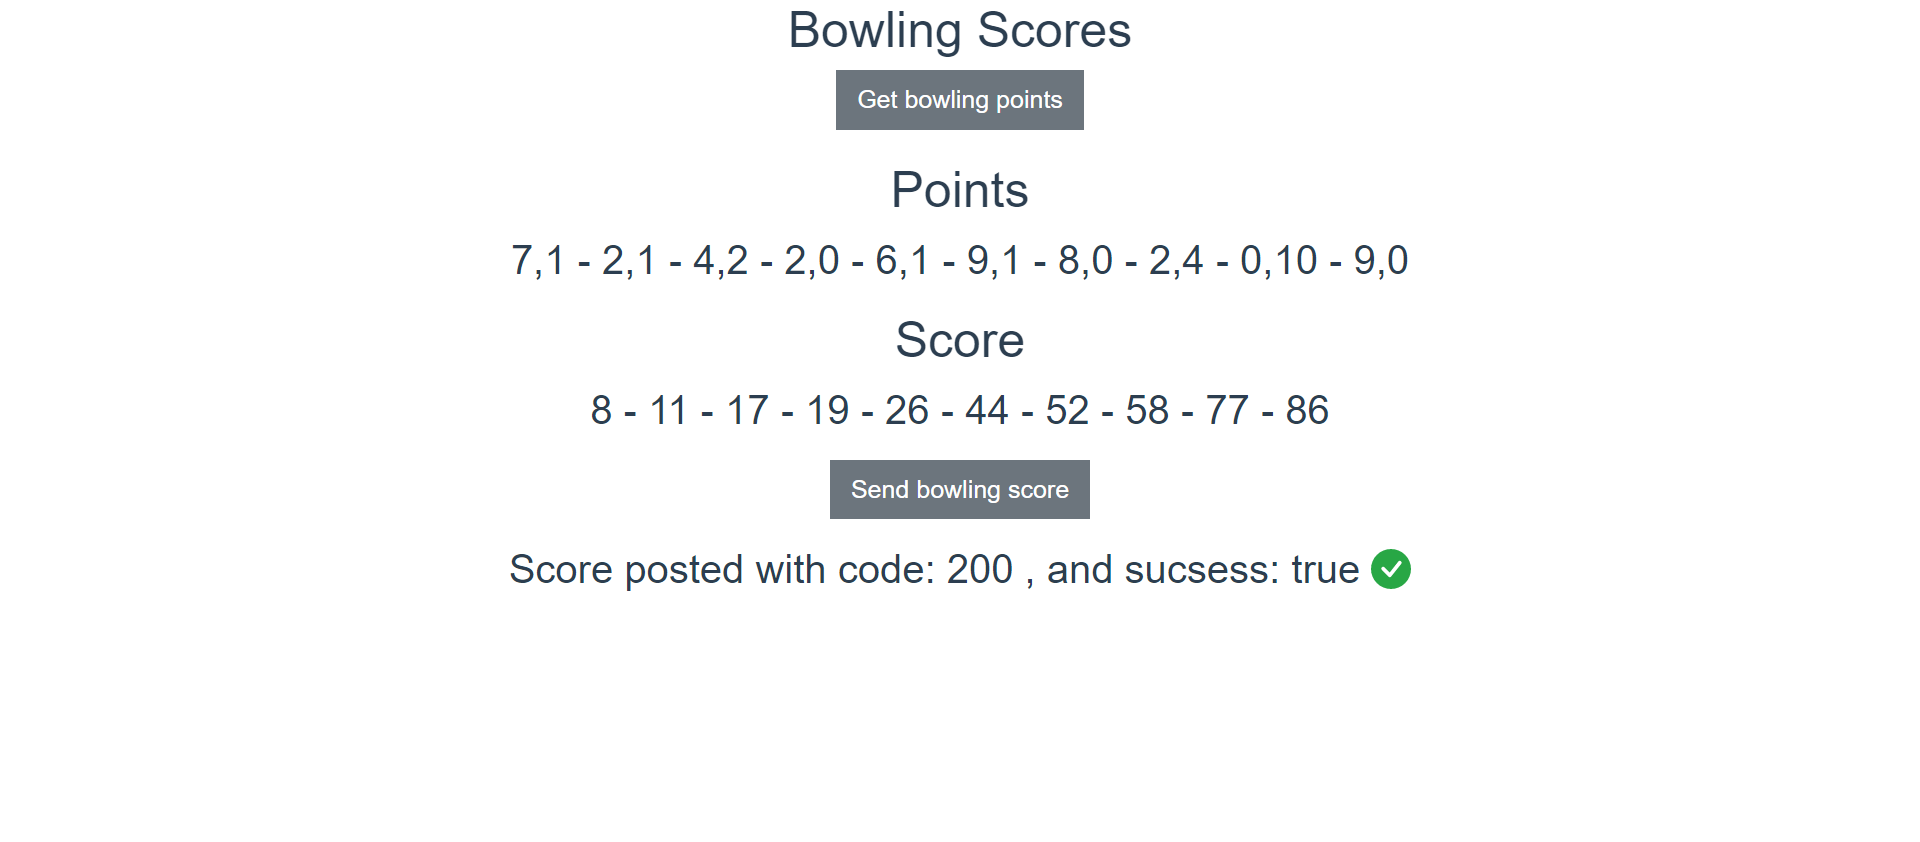 Bowling Scores
Get bowling points
Points
7,1 - 2,1 - 4,2 - 2,0 - 6,1 - 9,1 - 8,0 - 2,4 - 0,10 - 9,0
Score
8 - 11 - 17 - 19 - 26 - 44 - 52 - 58 - 77 - 86
Send bowling score
Score posted with code: 200 , and sucsess: true